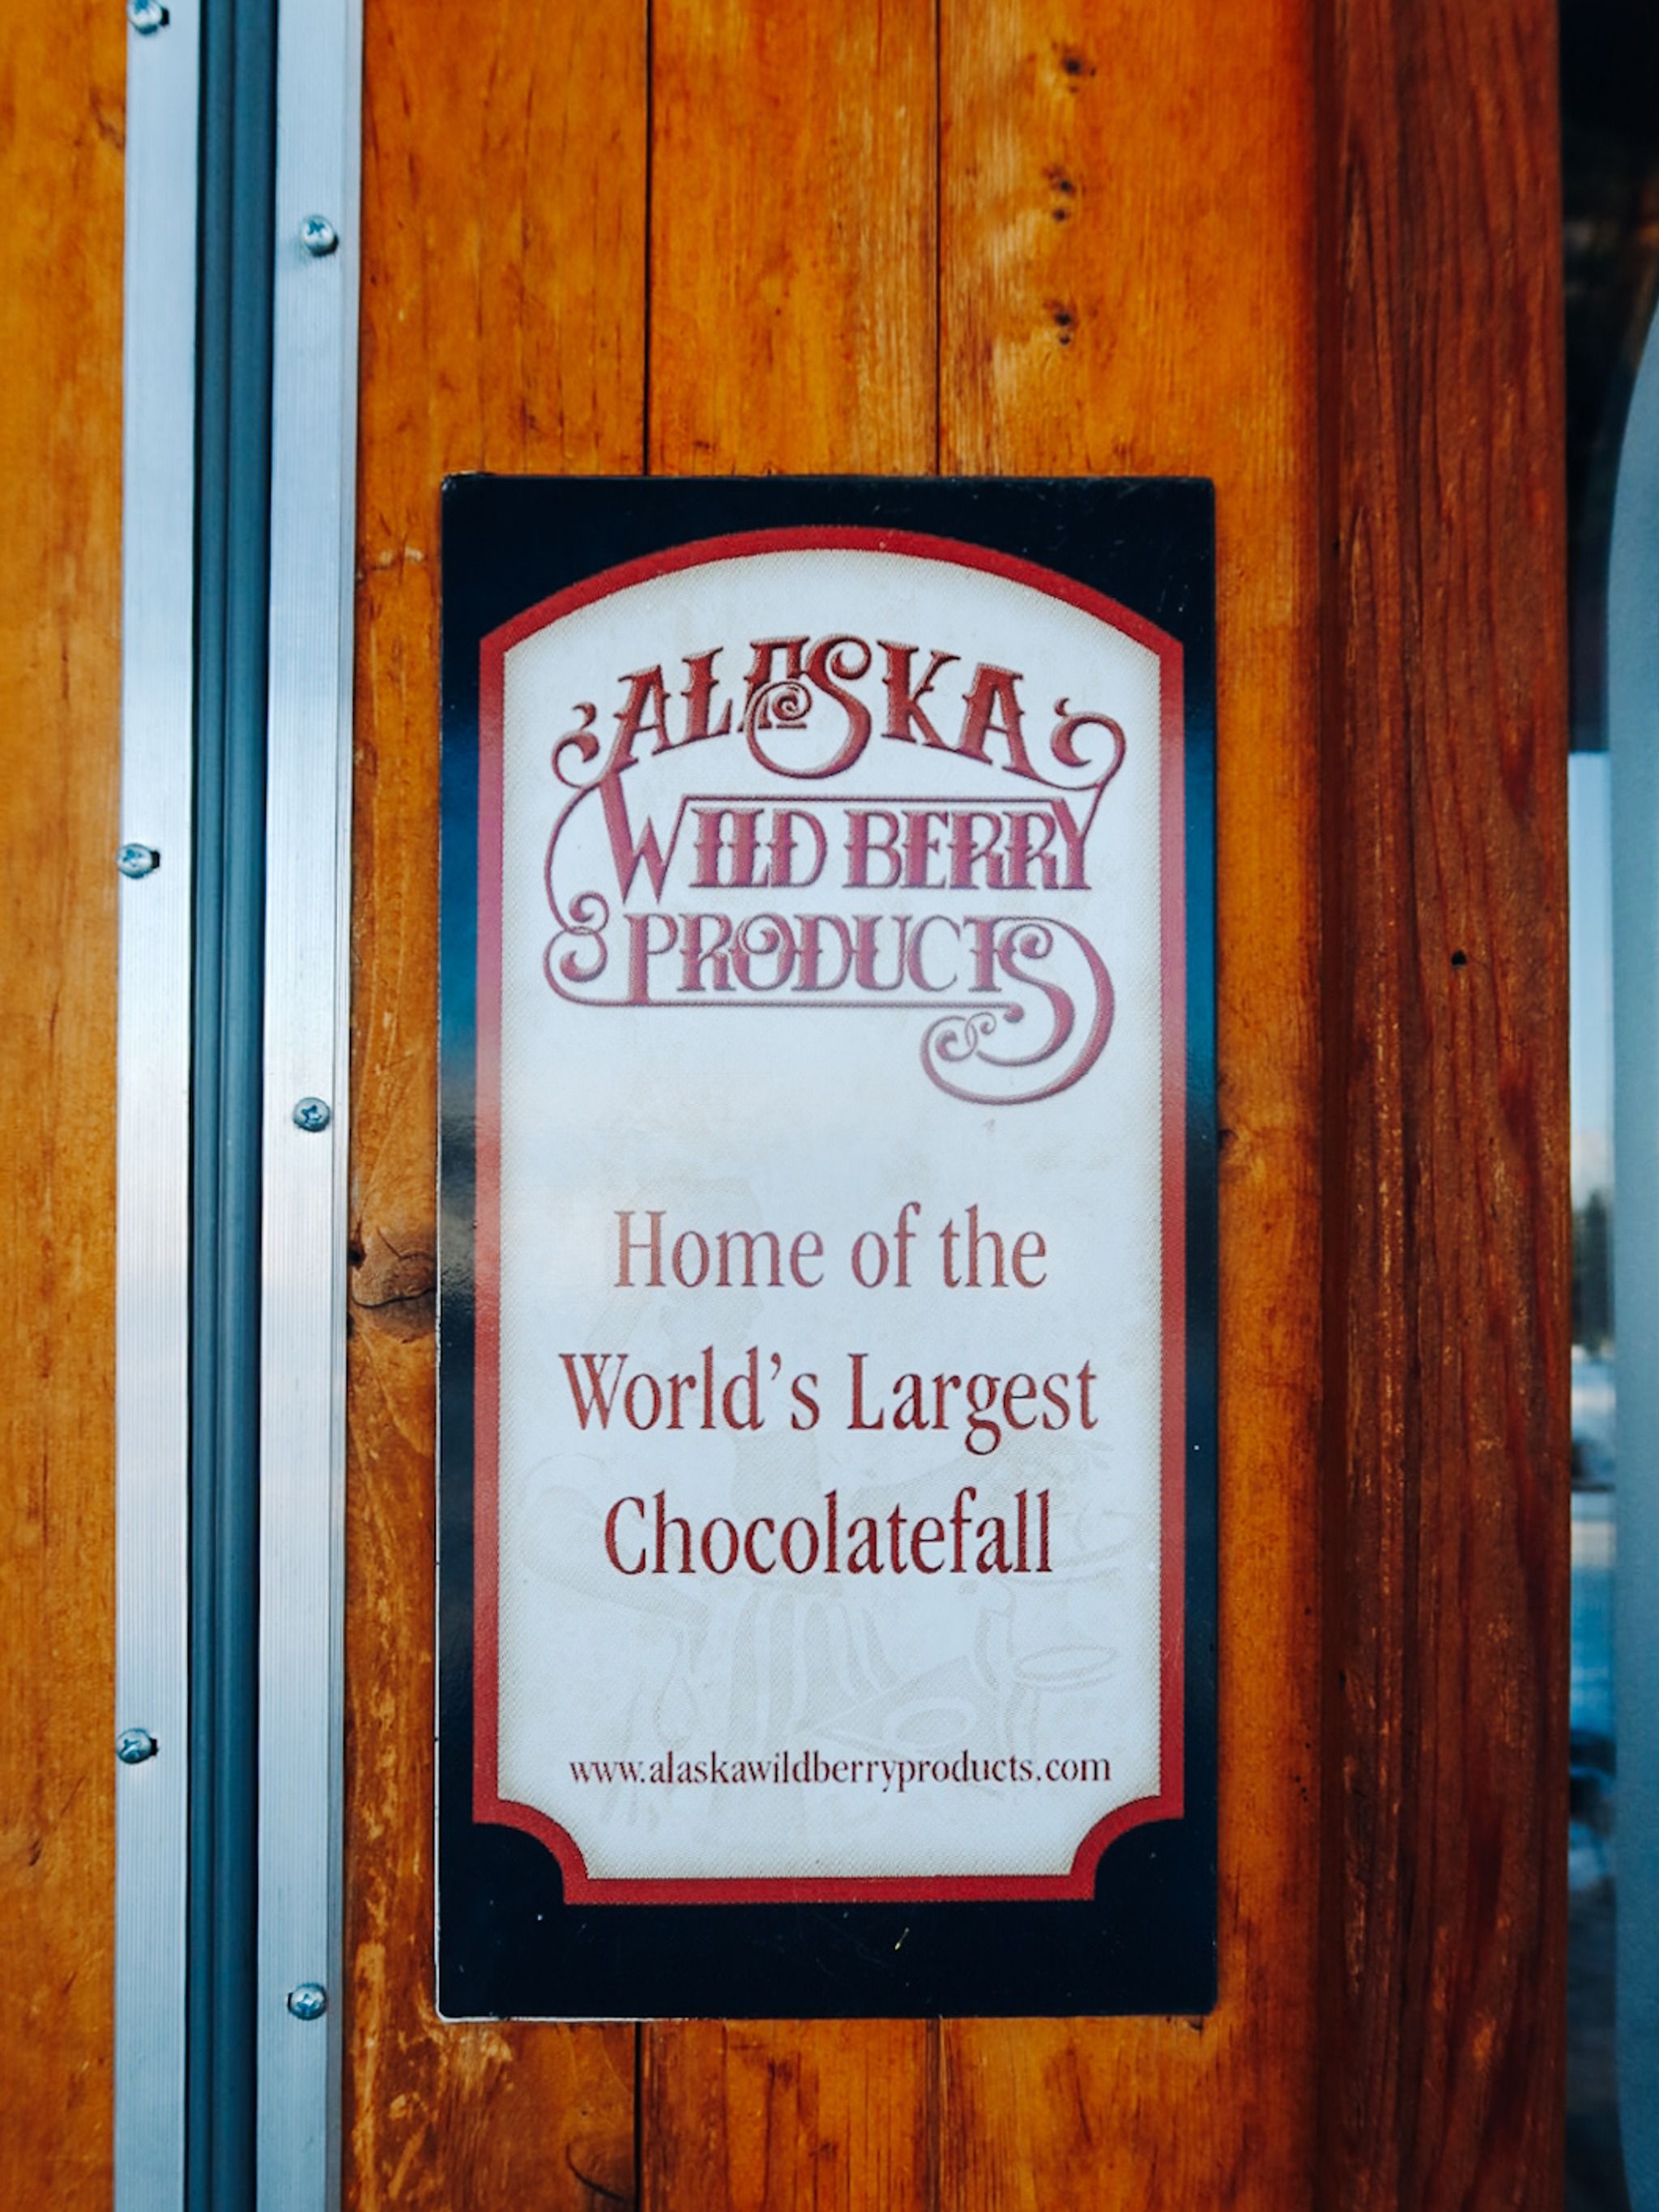 ALASKA
WILD BERRY
PRODUCTS
Home of the
World's Largest
Chocolatefall
www.alaskawildberryproducts.com